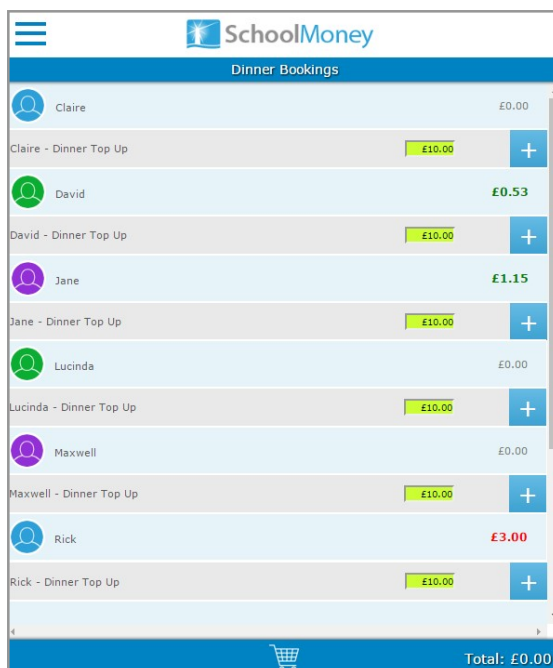 SchoolMoney
Dinner Bookings
Claire £0.00
Claire - Dinner Top Up £10.00 +
David £0.53
David - Dinner Top Up £10.00 +
Jane £1.15
Jane - Dinner Top Up £10.00 +
Lucinda £0.00
Lucinda - Dinner Top Up £10.00 +
Maxwell £0.00
Maxwell - Dinner Top Up £10.00 +
Rick £3.00
Rick - Dinner Top Up £10.00 +
Total: £0.00